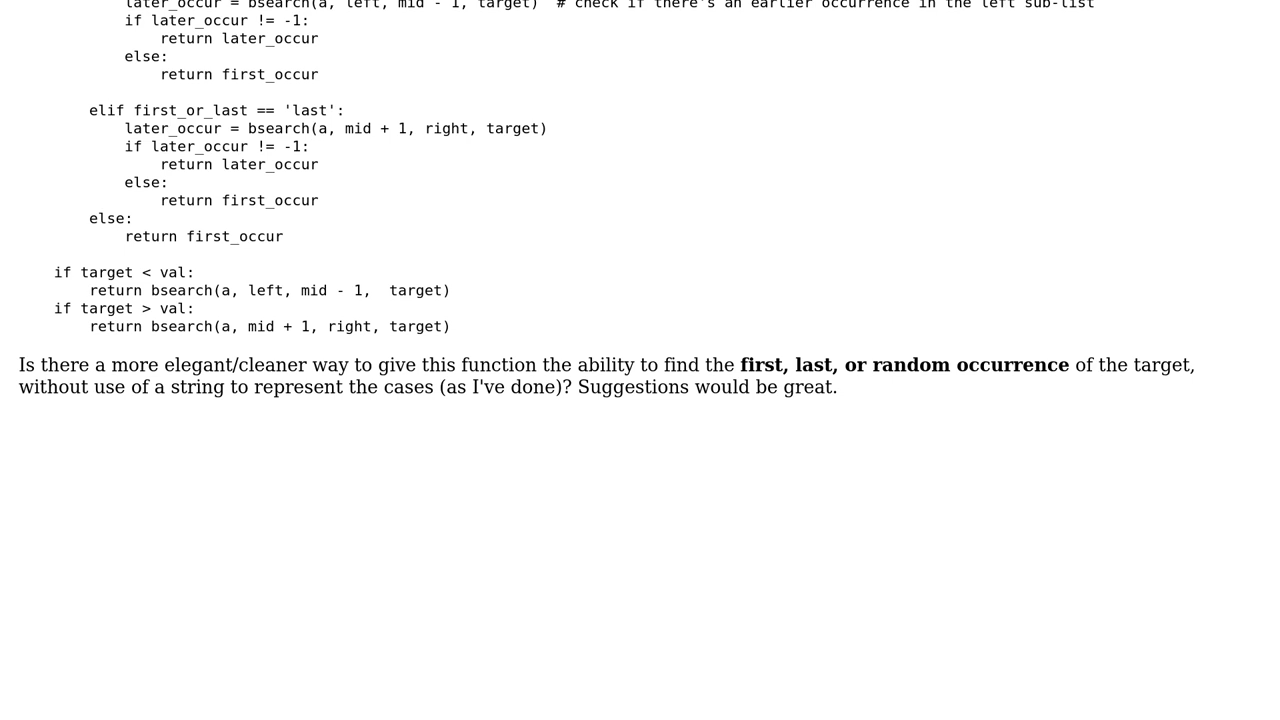 later_occur = bsearch(a, left, mid - 1, target)  # check if there's an earlier occurrence in the left sub-list
            if later_occur != -1:
                return later_occur
            else:
                return first_occur

        elif first_or_last == 'last':
            later_occur = bsearch(a, mid + 1, right, target)
            if later_occur != -1:
                return later_occur
            else:
                return first_occur
        else:
            return first_occur

    if target < val:
        return bsearch(a, left, mid - 1,  target)
    if target > val:
        return bsearch(a, mid + 1, right, target)

Is there a more elegant/cleaner way to give this function the ability to find the first, last, or random occurrence of the target,
without use of a string to represent the cases (as I've done)? Suggestions would be great.